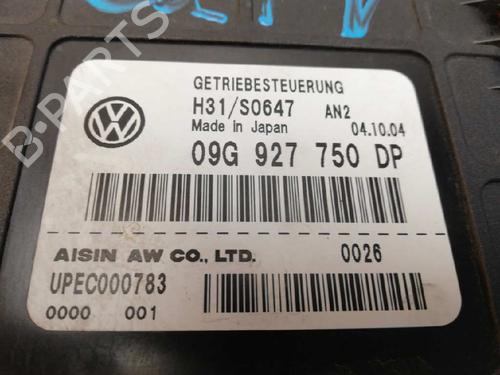 GETRIEBESTEUERUNG
H31/S0647 AN2
Made in Japan 04.10.04
09G 927 750 DP
AISIN AW CO., LTD. 0026
UPEC000783
0000 001
B-PARTS